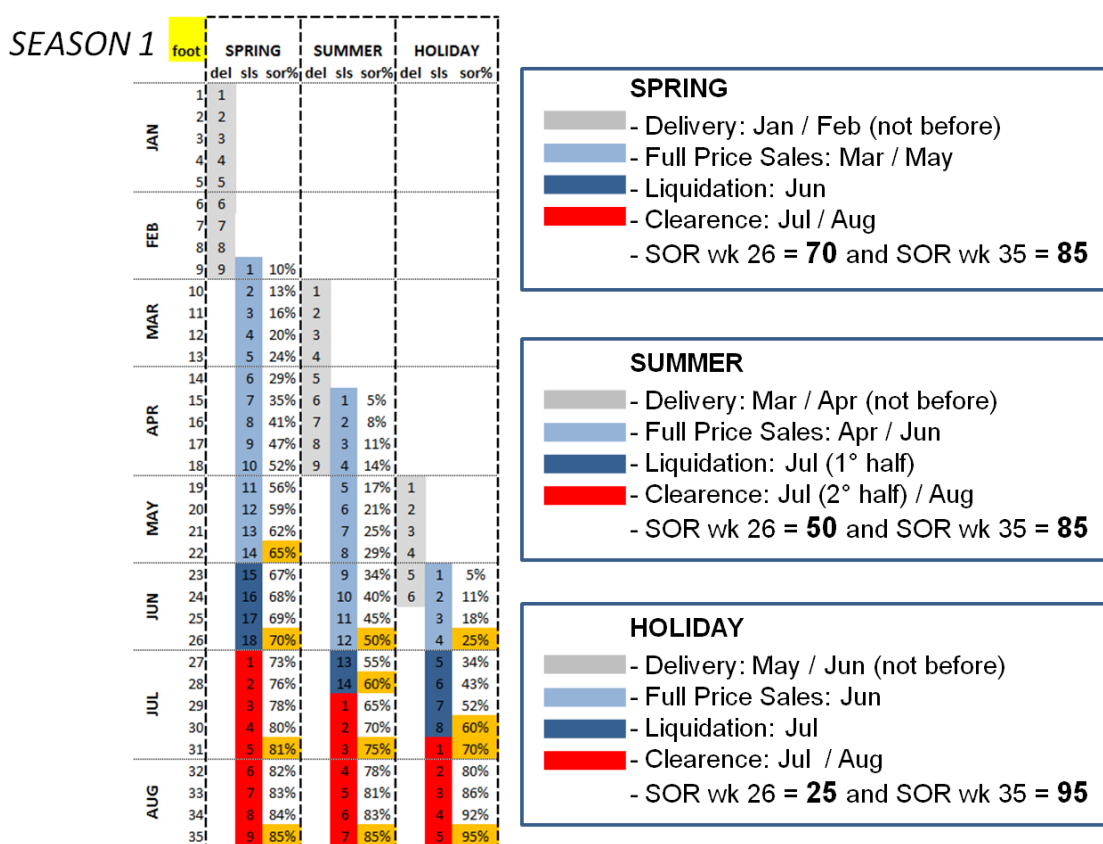 SEASON 1
foot SPRING SUMMER HOLIDAY
del sls sor% del sls sor% del sls sor%
JAN
1 1
2 2
3 3
4 4
5 5
FEB
6 6
7 7
8 8
9 9 1 10%
MAR
10 2 13% 1
11 3 16% 2
12 4 20% 3
13 5 24% 4
APR
14 6 29% 5
15 7 35% 6 1 5%
16 8 41% 7 2 8%
17 9 47% 8 3 11%
18 10 52% 9 4 14%
MAY
19 11 56% 5 17% 1
20 12 59% 6 21% 2
21 13 62% 7 25% 3
22 14 65% 8 29% 4
JUN
23 15 67% 9 34% 5 1 5%
24 16 68% 10 40% 6 2 11%
25 17 69% 11 45% 3 18%
26 18 70% 12 50% 4 25%
JUL
27 1 73% 13 55% 5 34%
28 2 76% 14 60% 6 43%
29 3 78% 1 65% 7 52%
30 4 80% 2 70% 8 60%
31 5 81% 3 75% 1 70%
AUG
32 6 82% 4 78% 2 80%
33 7 83% 5 81% 3 86%
34 8 84% 6 83% 4 92%
35 9 85% 7 85% 5 95%
SPRING
- Delivery: Jan / Feb (not before)
- Full Price Sales: Mar / May
- Liquidation: Jun
- Clearence: Jul / Aug
- SOR wk 26 = 70 and SOR wk 35 = 85
SUMMER
- Delivery: Mar / Apr (not before)
- Full Price Sales: Apr / Jun
- Liquidation: Jul (1° half)
- Clearence: Jul (2° half) / Aug
- SOR wk 26 = 50 and SOR wk 35 = 85
HOLIDAY
- Delivery: May / Jun (not before)
- Full Price Sales: Jun
- Liquidation: Jul
- Clearence: Jul / Aug
- SOR wk 26 = 25 and SOR wk 35 = 95